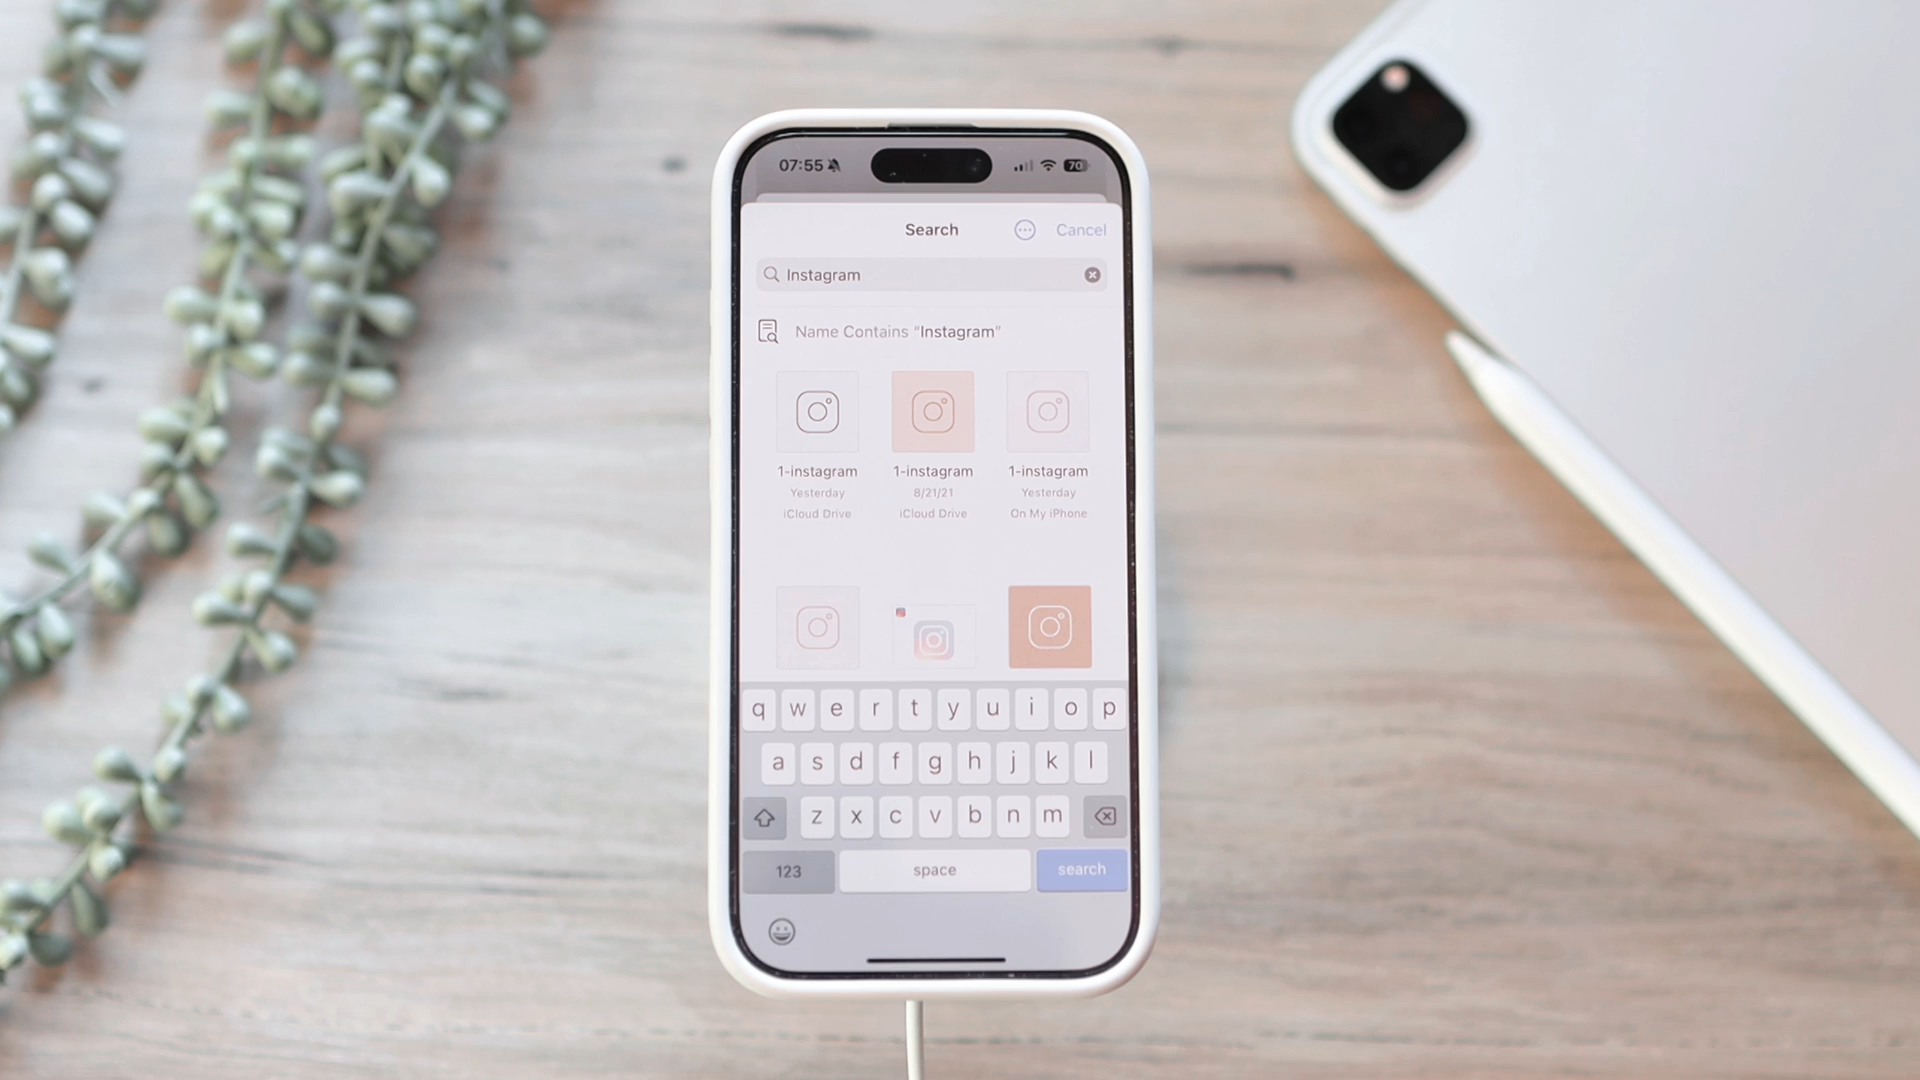 07:55
70
Search
Cancel
Instagram
Name Contains “Instagram”
1-instagram
1-instagram
1-instagram
Yesterday
8/21/21
Yesterday
iCloud Drive
iCloud Drive
On My iPhone
q w e r t y u i o p
a s d f g h j k l
z x c v b n m
123
space
search